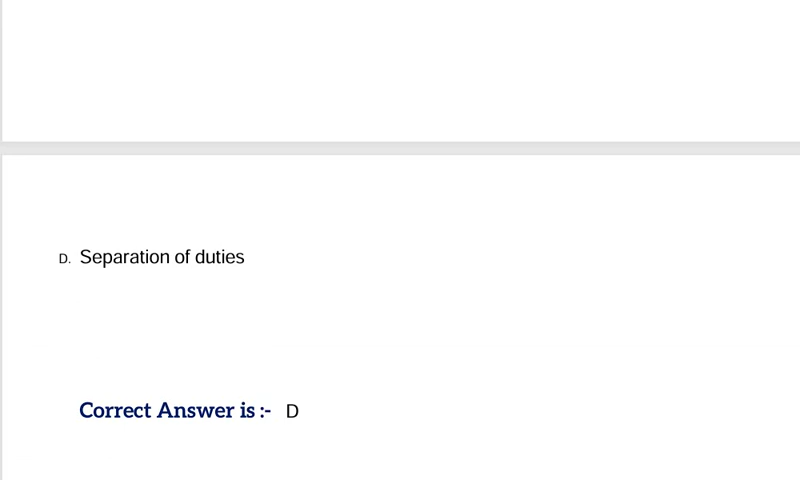 D. Separation of duties
Correct Answer is :- D